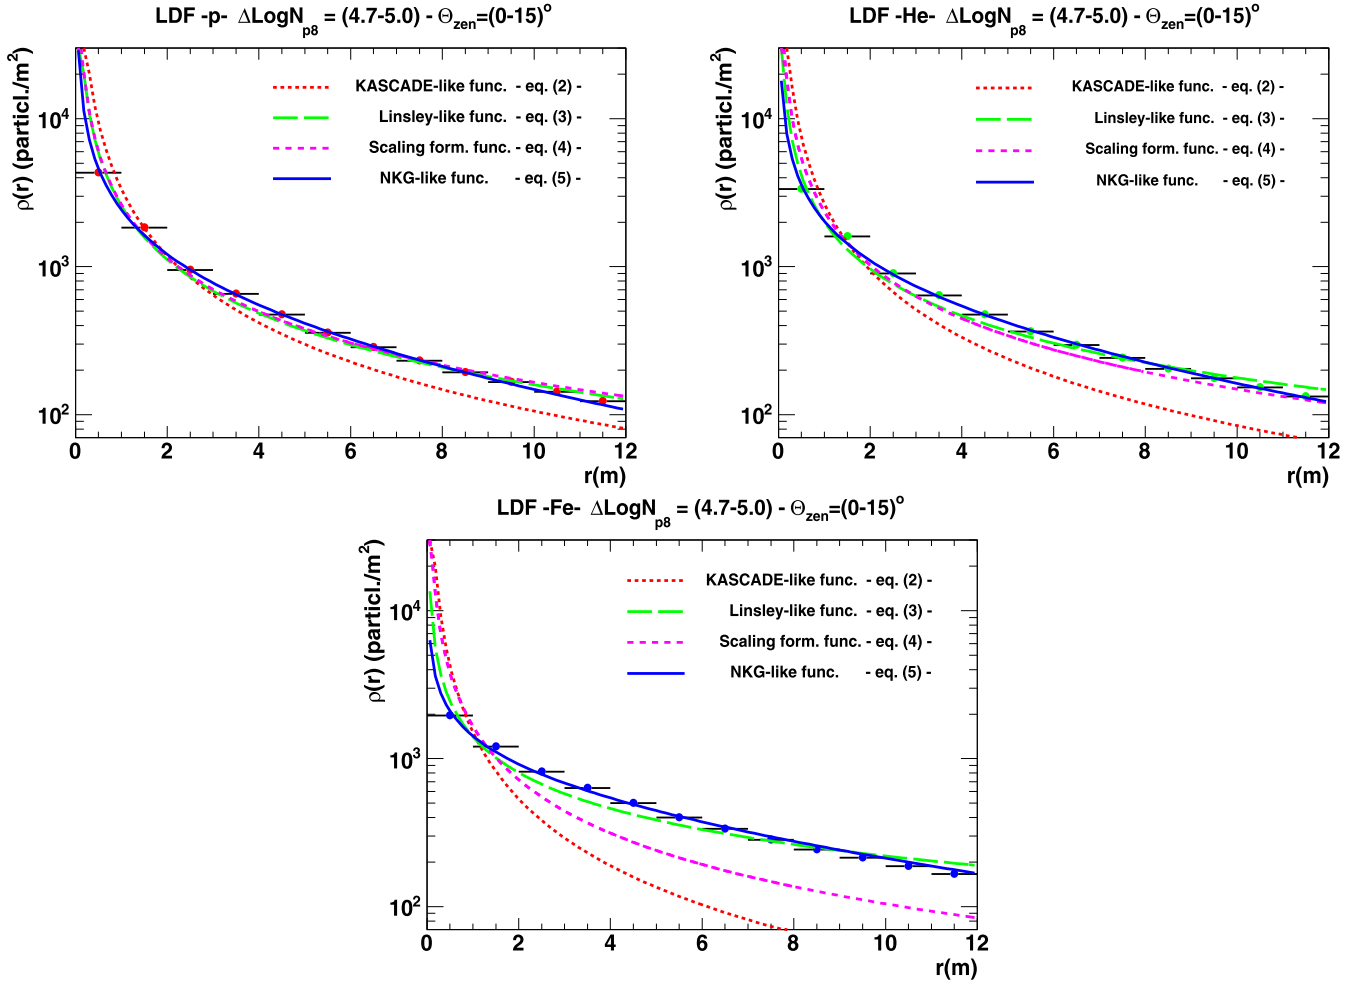 LDF -p- ΔLogNp8 = (4.7-5.0) - Θzen=(0-15)o
ρ(r) (particl./m2)
KASCADE-like func. - eq. (2) -
Linsley-like func. - eq. (3) -
Scaling form. func. - eq. (4) -
NKG-like func. - eq. (5) -
104
103
102
0 2 4 6 8 10 12
r(m)
LDF -He- ΔLogNp8 = (4.7-5.0) - Θzen=(0-15)o
ρ(r) (particl./m2)
KASCADE-like func. - eq. (2) -
Linsley-like func. - eq. (3) -
Scaling form. func. - eq. (4) -
NKG-like func. - eq. (5) -
104
103
102
0 2 4 6 8 10 12
r(m)
LDF -Fe- ΔLogNp8 = (4.7-5.0) - Θzen=(0-15)o
ρ(r) (particl./m2)
KASCADE-like func. - eq. (2) -
Linsley-like func. - eq. (3) -
Scaling form. func. - eq. (4) -
NKG-like func. - eq. (5) -
104
103
102
0 2 4 6 8 10 12
r(m)